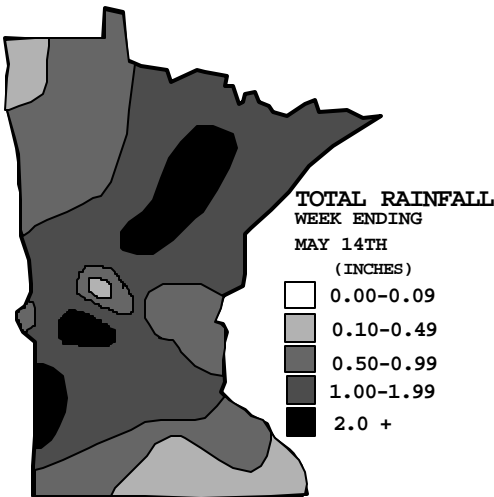 TOTAL RAINFALL
WEEK ENDING
MAY 14TH
(INCHES)
0.00-0.09
0.10-0.49
0.50-0.99
1.00-1.99
2.0 +